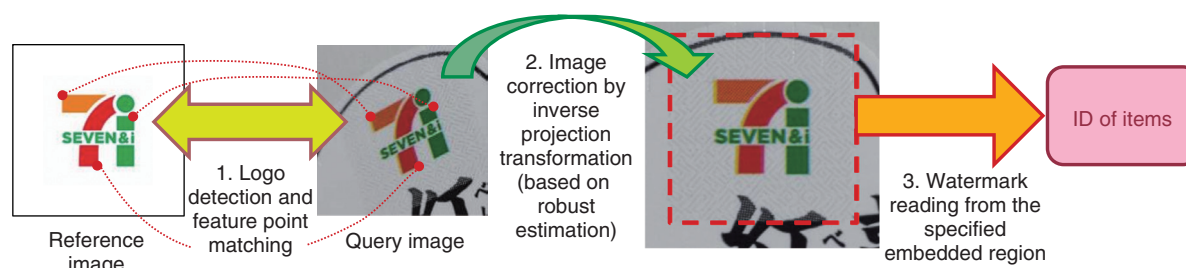 SEVEN&i
Reference
image
1. Logo
detection and
feature point
matching
SEVEN&i
Query image
2. Image
correction by
inverse
projection
transformation
(based on
robust
estimation)
SEVEN&i
3. Watermark
reading from the
specified
embedded region
ID of items